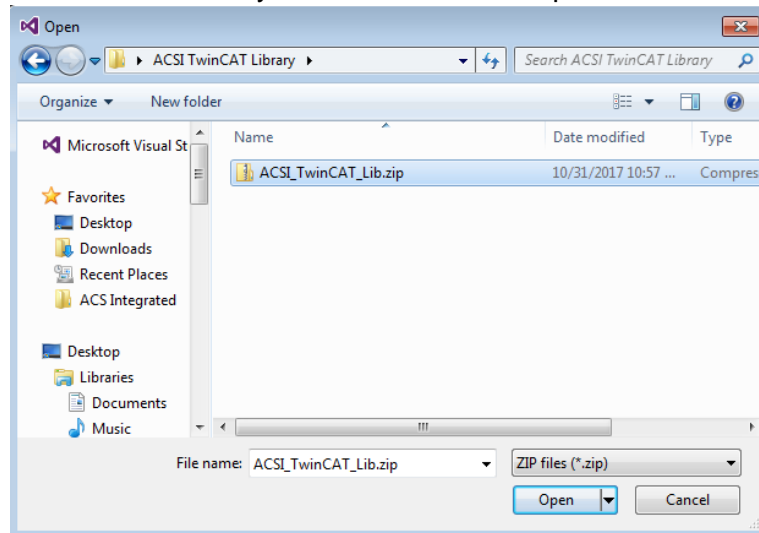 Open
ACSI TwinCAT Library
Search ACSI TwinCAT Library
Organize New folder
Name Date modified Type
Microsoft Visual St
ACSI_TwinCAT_Lib.zip 10/31/2017 10:57 ... Compres
Favorites
Desktop
Downloads
Recent Places
ACS Integrated
Desktop
Libraries
Documents
Music
File name: ACSI_TwinCAT_Lib.zip ZIP files (*.zip)
Open Cancel